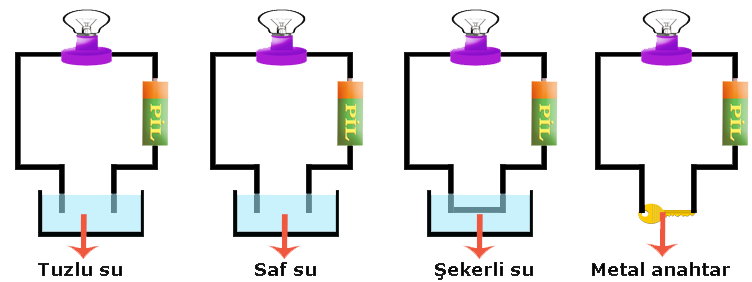 PİL
PİL
PİL
PİL
Tuzlu su
Saf su
Şekerli su
Metal anahtar